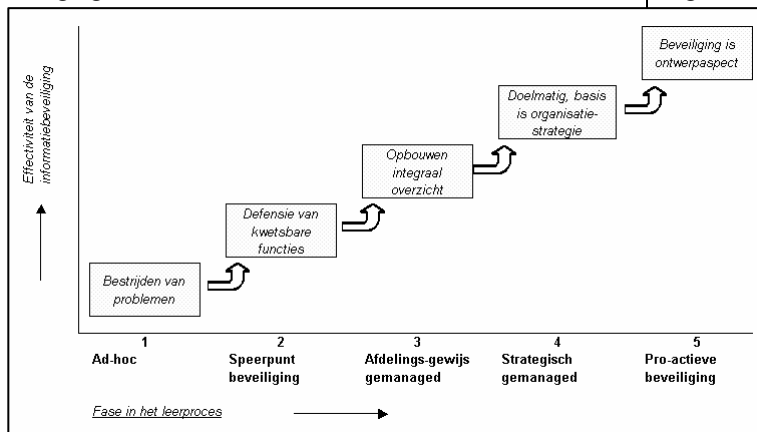 Effectiviteit van de
informatiebeveiliging
Beveiliging is
ontwerpaspect
Doelmatig, basis
is organisatie-
strategie
Opbouwen
integraal
overzicht
Defensie van
kwetsbare
functies
Bestrijden van
problemen
1
Ad-hoc
2
Speerpunt
beveiliging
3
Afdelings-gewijs
gemanaged
4
Strategisch
gemanaged
5
Pro-actieve
beveiliging
Fase in het leerproces